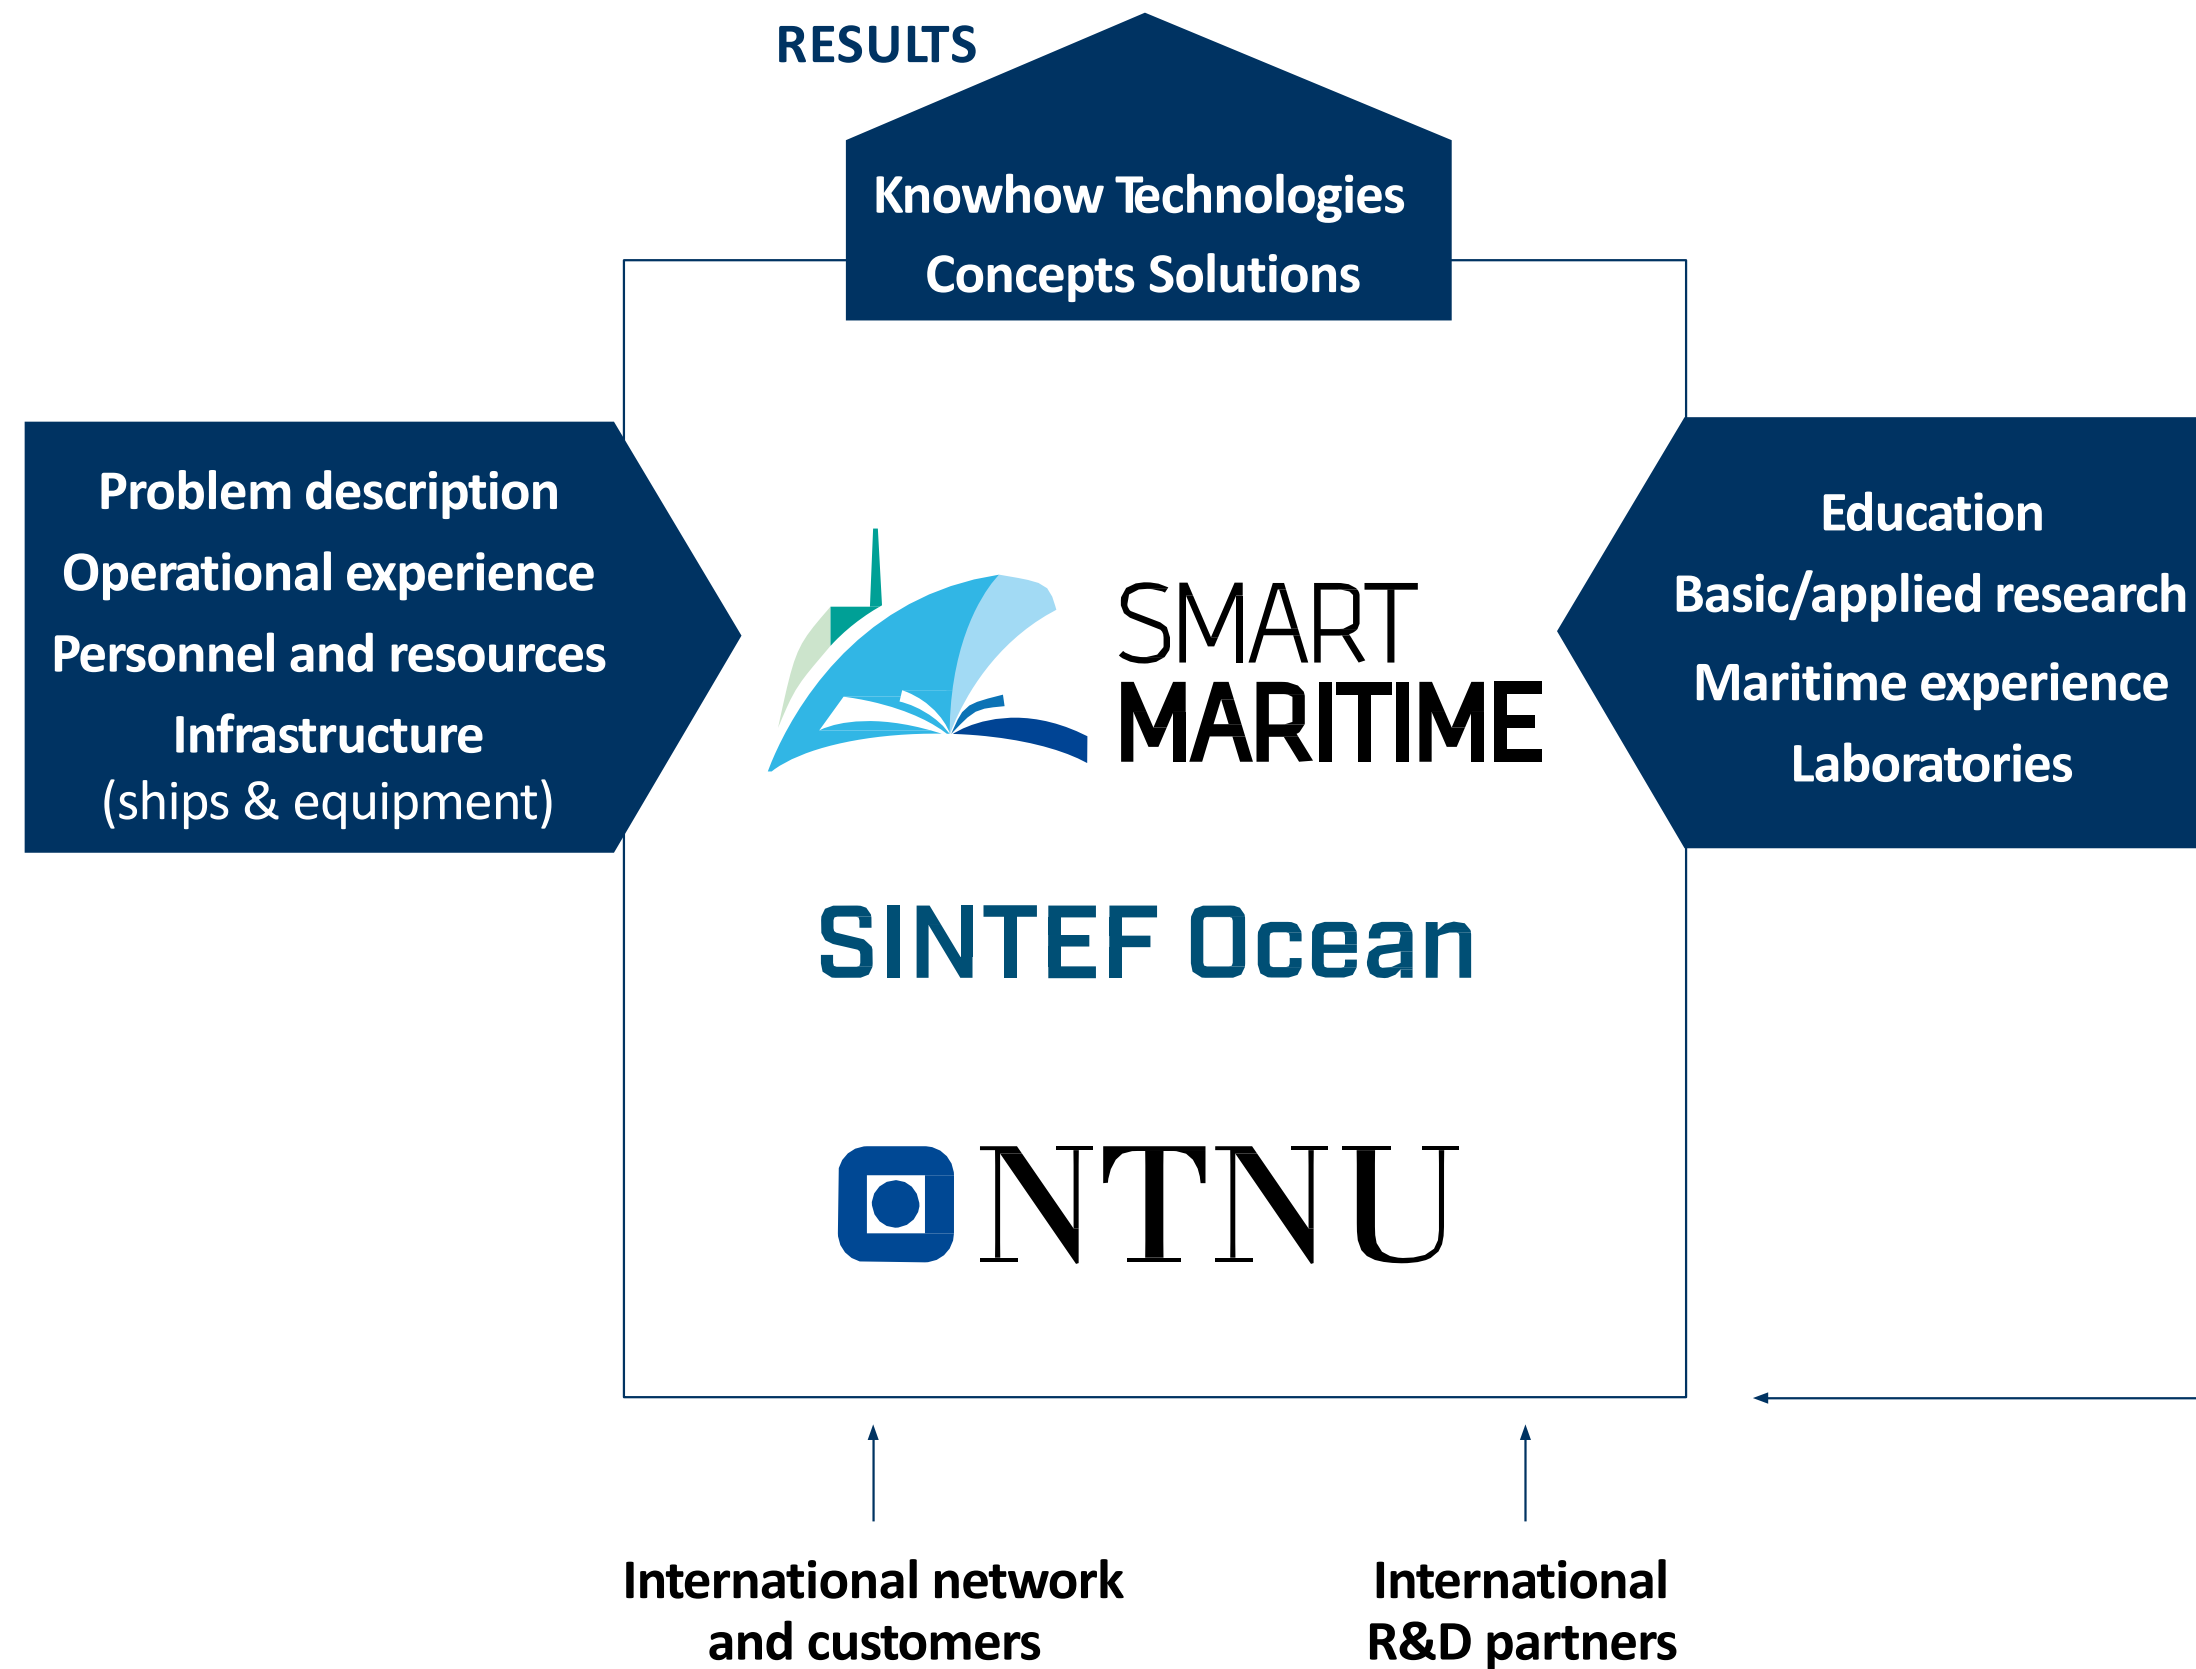 RESULTS
Knowhow Technologies
Concepts Solutions
Problem description
Operational experience
Personnel and resources
Infrastructure
(ships & equipment)
SMART
MARITIME
Education
Basic/applied research
Maritime experience
Laboratories
SINTEF Ocean
NTNU
International network
and customers
International
R&D partners